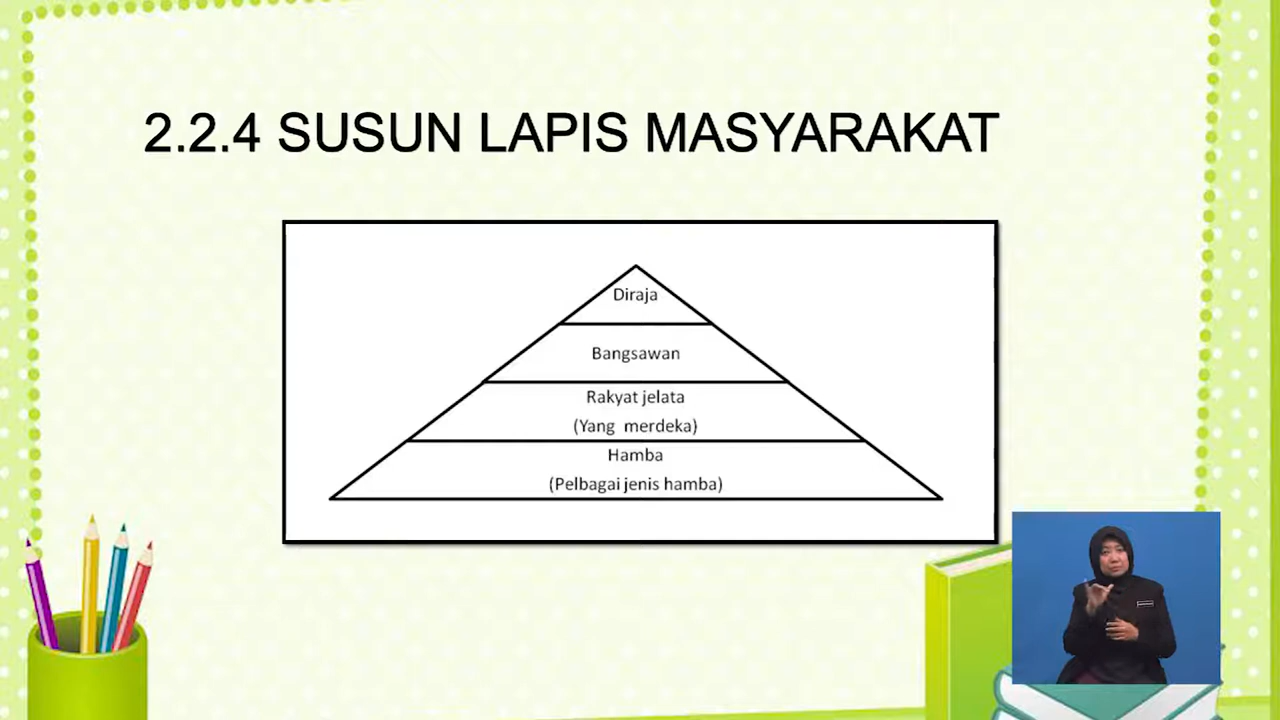 2.2.4 SUSUN LAPIS MASYARAKAT
Diraja
Bangsawan
Rakyat jelata
(Yang merdeka)
Hamba
(Pelbagai jenis hamba)